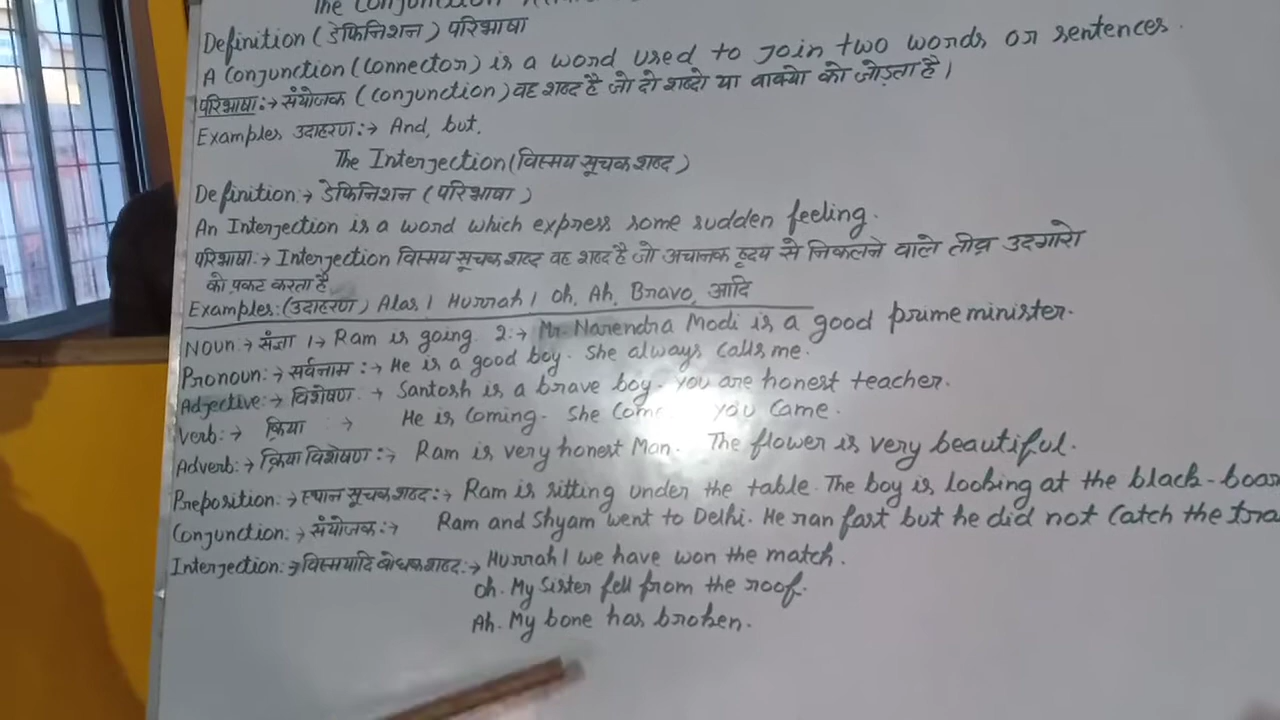 The Conjunction
Definition (डेफिनिशन) परिभाषा
A Conjunction (Connector) is a word used to join two words or sentences.
परिभाषा:→ संयोजक (Conjunction) वह शब्द है जो दो शब्दो या वाक्यो को जोड़ता है।
Examples उदाहरण:→ And, but,
The Interjection (विस्मय सूचक शब्द)
Definition:→ डेफिनिशन (परिभाषा)
An Interjection is a word which express some sudden feeling.
परिभाषा:→ Interjection विस्मय सूचक शब्द वह शब्द है जो अचानक हृदय से निकलने वाले तीव्र उदगारो
को प्रकट करता है
Examples:(उदाहरण) Alas! Hurrah! Oh, Ah, Bravo, आदि
Noun:→ संज्ञा 1→ Ram is going. 2:→ Mr. Narendra Modi is a good primeminister.
Pronoun:→ सर्वनाम:→ He is a good boy. She always calls me.
Adjective:→ विशेषण → Santosh is a brave boy. You are honest teacher.
Verb:→ क्रिया → He is Coming. She Come You Came.
Adverb:→ क्रिया विशेषण:→ Ram is very honest Man. The flower is very beautiful.
Preposition:→ स्थान सूचक शब्द:→ Ram is sitting under the table. The boy is looking at the black-boar
Conjunction:→ संयोजक:→ Ram and Shyam went to Delhi. He ran fast but he did not Catch the tra
Interjection:→ विस्मयादि बोधक शब्द:→ Hurrah! we have won the match.
Oh. My Sister fell from the roof.
Ah. My bone has broken.